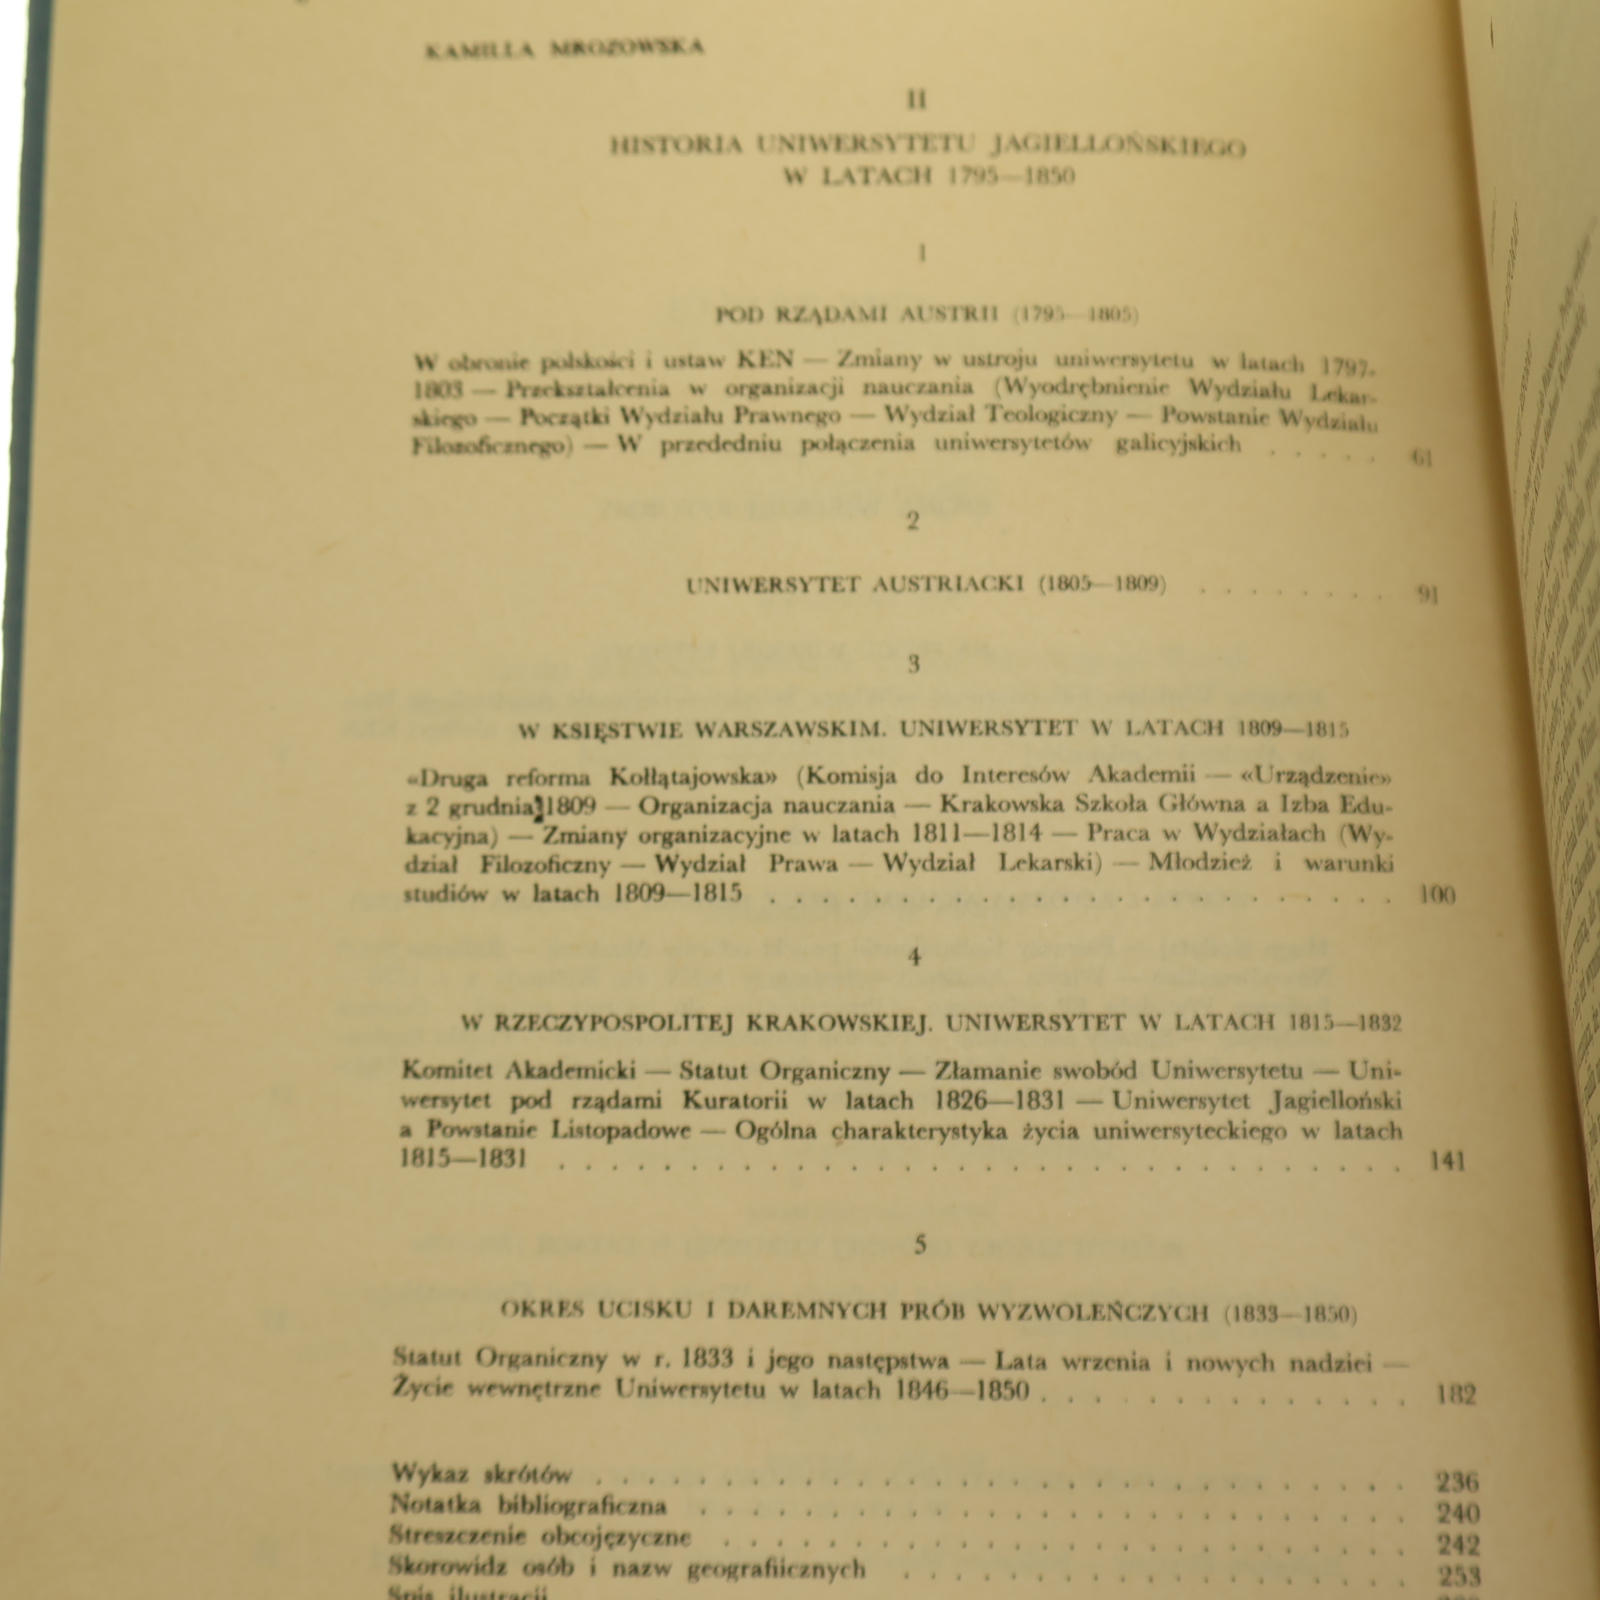 KAMILLA MROZOWSKA
II
HISTORIA UNIWERSYTETU JAGIELLOŃSKIEGO
W LATACH 1795—1850
1
POD RZĄDAMI AUSTRII (1795—1805)
W obronie polskości i ustaw KEN — Zmiany w ustroju uniwersytetu w latach 1797-
1803 — Przekształcenia w organizacji nauczania (Wyodrębnienie Wydziału Lekar-
skiego — Początki Wydziału Prawnego — Wydział Teologiczny — Powstanie Wydziału
Filozoficznego) — W przededniu połączenia uniwersytetów galicyjskich . . . . . 61
2
UNIWERSYTET AUSTRIACKI (1805—1809) . . . . . . . . 91
3
W KSIĘSTWIE WARSZAWSKIM. UNIWERSYTET W LATACH 1809—1815
«Druga reforma Kołłątajowska» (Komisja do Interesów Akademii — «Urządzenie»
z 2 grudnia 1809 — Organizacja nauczania — Krakowska Szkoła Główna a Izba Edu-
kacyjna) — Zmiany organizacyjne w latach 1811—1814 — Praca w Wydziałach (Wy-
dział Filozoficzny — Wydział Prawa — Wydział Lekarski) — Młodzież i warunki
studiów w latach 1809—1815 . . . . . . . . . . . . . . . . . . . . . . . . 100
4
W RZECZYPOSPOLITEJ KRAKOWSKIEJ. UNIWERSYTET W LATACH 1815—1832
Komitet Akademicki — Statut Organiczny — Złamanie swobód Uniwersytetu — Uni-
wersytet pod rządami Kuratorii w latach 1826—1831 — Uniwersytet Jagielloński
a Powstanie Listopadowe — Ogólna charakterystyka życia uniwersyteckiego w latach
1815—1831 . . . . . . . . . . . . . . . . . . . . . . . . . . . . . . . . 141
5
OKRES UCISKU I DAREMNYCH PRÓB WYZWOLEŃCZYCH (1833—1850)
Statut Organiczny w r. 1833 i jego następstwa — Lata wrzenia i nowych nadziei —
Życie wewnętrzne Uniwersytetu w latach 1846—1850 . . . . . . . . . . . . . . 182
Wykaz skrótów . . . . . . . . . . . . . . . . . . . . . . . . . . . . . . . 236
Notatka bibliograficzna . . . . . . . . . . . . . . . . . . . . . . . . . . . 240
Streszczenie obcojęzyczne . . . . . . . . . . . . . . . . . . . . . . . . . . 242
Skorowidz osób i nazw geografiicznych . . . . . . . . . . . . . . . . . . . 253
Spis ilustracji